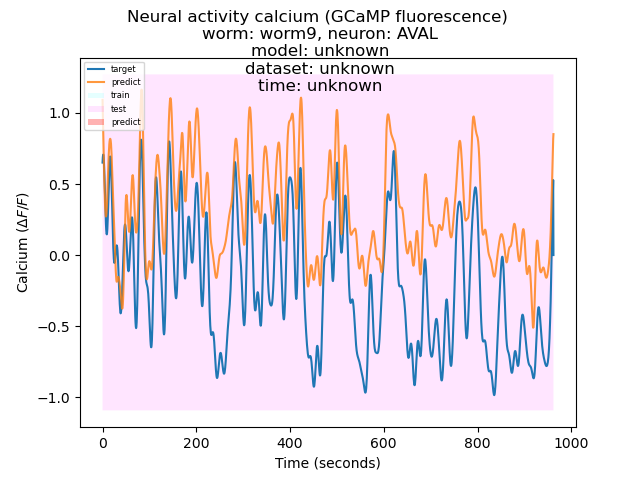 Neural activity calcium (GCaMP fluorescence)
worm: worm9, neuron: AVAL
model: unknown
dataset: unknown
time: unknown
target
predict
train
test
predict
1.0
0.5
0.0
−0.5
−1.0
Calcium (ΔF/F)
0
200
400
600
800
1000
Time (seconds)